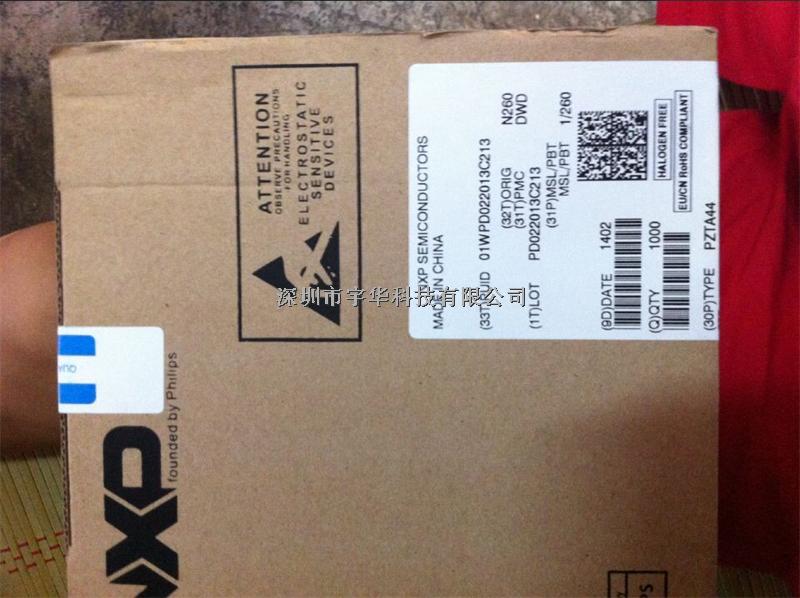 ATTENTION
OBSERVE PRECAUTIONS
FOR HANDLING
ELECTROSTATIC
SENSITIVE
DEVICES
NXP SEMICONDUCTORS
MADE IN CHINA
(33T)PUID 01WPD022013C213
(32T)ORIG N260
(31T)PMC DWD
(1T)LOT PD022013C213
(31P)MSL/PBT
MSL/PBT 1/260
(9D)DATE 1402
(Q)QTY 1000
(30P)TYPE PZTA44
HALOGEN FREE
EU/CN RoHS COMPLIANT
深圳市宇华科技有限公司
NXP
founded by Philips